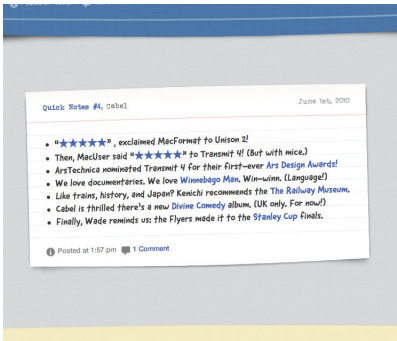 Quick Notes #4, Cabel
June 1st, 2010
• "★★★★★", exclaimed MacFormat to Unison 2!
• Then, MacUser said "★★★★★" to Transmit 4! (But with mice.)
• ArsTechnica nominated Transmit 4 for their first-ever Ars Design Awards!
• We love documentaries. We love Winnebago Man. Win-winn. (Language!)
• Like trains, history, and Japan? Kenichi recommends the The Railway Museum.
• Cabel is thrilled there's a new Divine Comedy album. (UK only. For now!)
• Finally, Wade reminds us: the Flyers made it to the Stanley Cup finals.
Posted at 1:57 pm 1 Comment